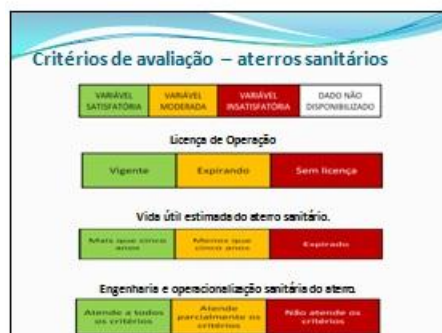 Critérios de avaliação – aterros sanitários
VARIÁVEL SATISFATÓRIA
VARIÁVEL MODERADA
VARIÁVEL INSATISFATÓRIA
DADO NÃO DISPONIBILIZADO
Licença de Operação
Vigente
Expirando
Sem licença
Vida útil estimada do aterro sanitário.
Mais que cinco anos
Menos que cinco anos
Expirado
Engenharia e operacionalização sanitária do aterro.
Atende a todos os critérios
Atende parcialmente os critérios
Não atende os critérios